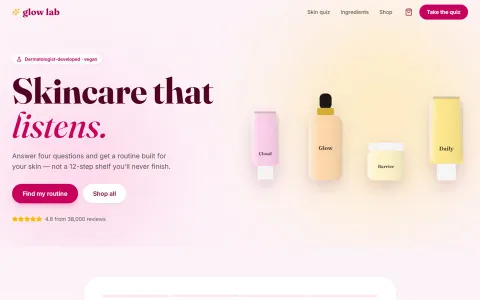 glow lab
Skin quiz
Ingredients
Shop
Take the quiz
Dermatologist-developed · vegan
Skincare that
listens.
Answer four questions and get a routine built for
your skin — not a 12-step shelf you'll never finish.
Find my routine
Shop all
4.8 from 38,000 reviews
Cloud
Glow
Barrier
Daily